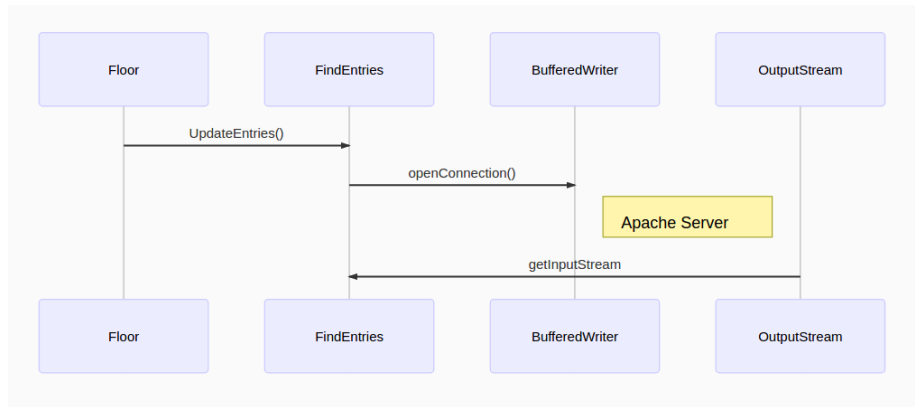 Floor
FindEntries
BufferedWriter
OutputStream
UpdateEntries()
openConnection()
Apache Server
getInputStream
Floor
FindEntries
BufferedWriter
OutputStream